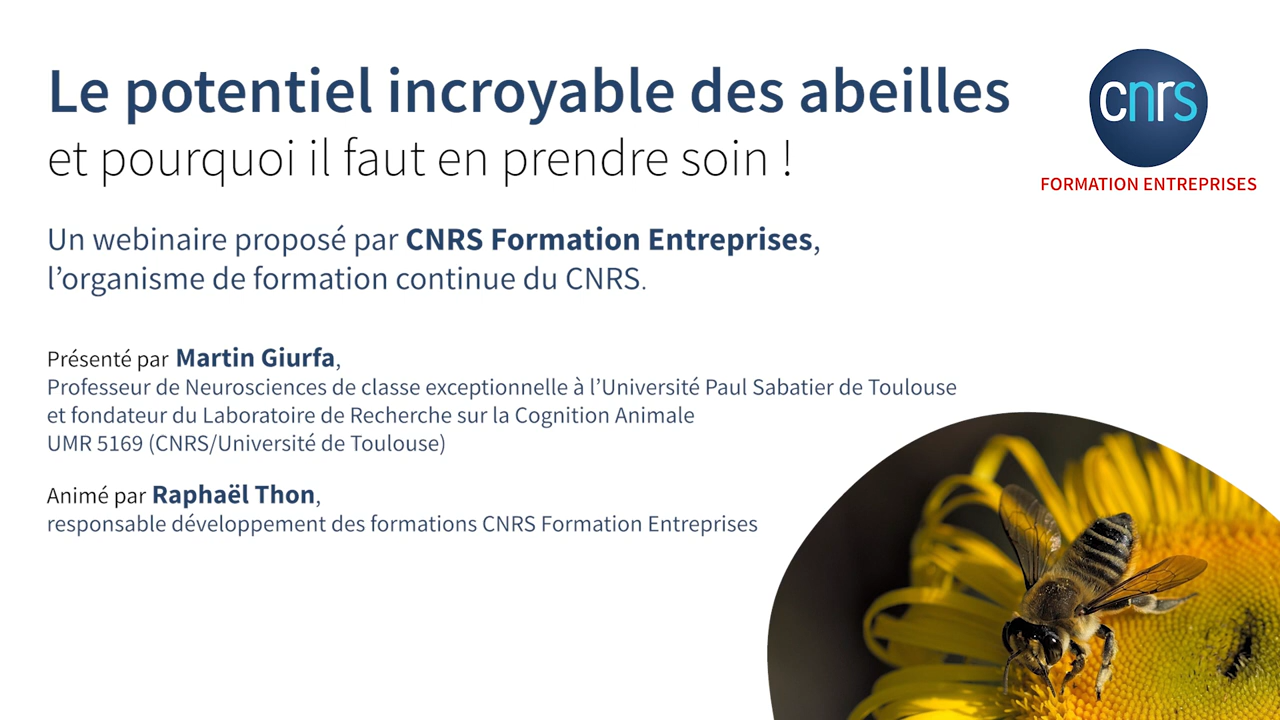 Le potentiel incroyable des abeilles
et pourquoi il faut en prendre soin !
cnrs
FORMATION ENTREPRISES
Un webinaire proposé par CNRS Formation Entreprises,
l’organisme de formation continue du CNRS.
Présenté par Martin Giurfa,
Professeur de Neurosciences de classe exceptionnelle à l’Université Paul Sabatier de Toulouse
et fondateur du Laboratoire de Recherche sur la Cognition Animale
UMR 5169 (CNRS/Université de Toulouse)
Animé par Raphaël Thon,
responsable développement des formations CNRS Formation Entreprises